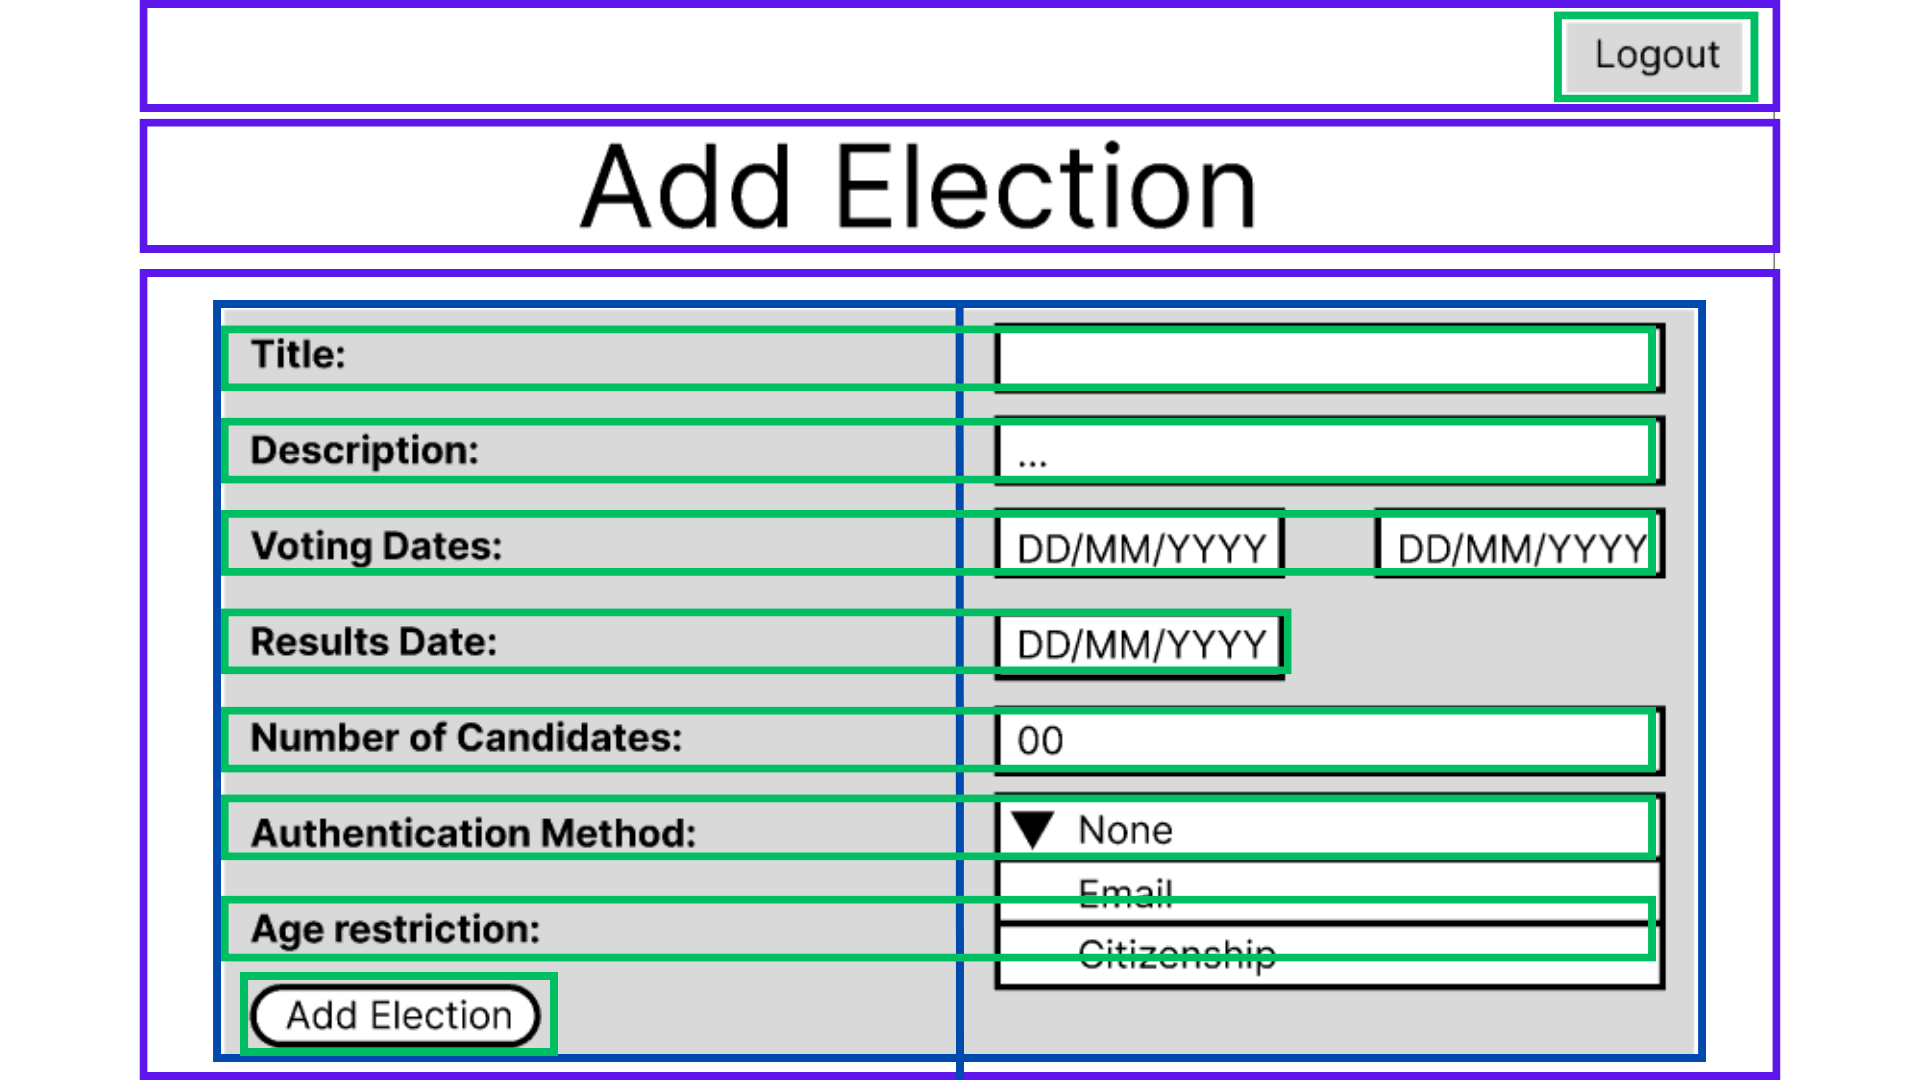 Logout
Add Election
Title:
Description: ...
Voting Dates: DD/MM/YYYY DD/MM/YYYY
Results Date: DD/MM/YYYY
Number of Candidates: 00
Authentication Method: None
Email
Age restriction:
Citizenship
Add Election